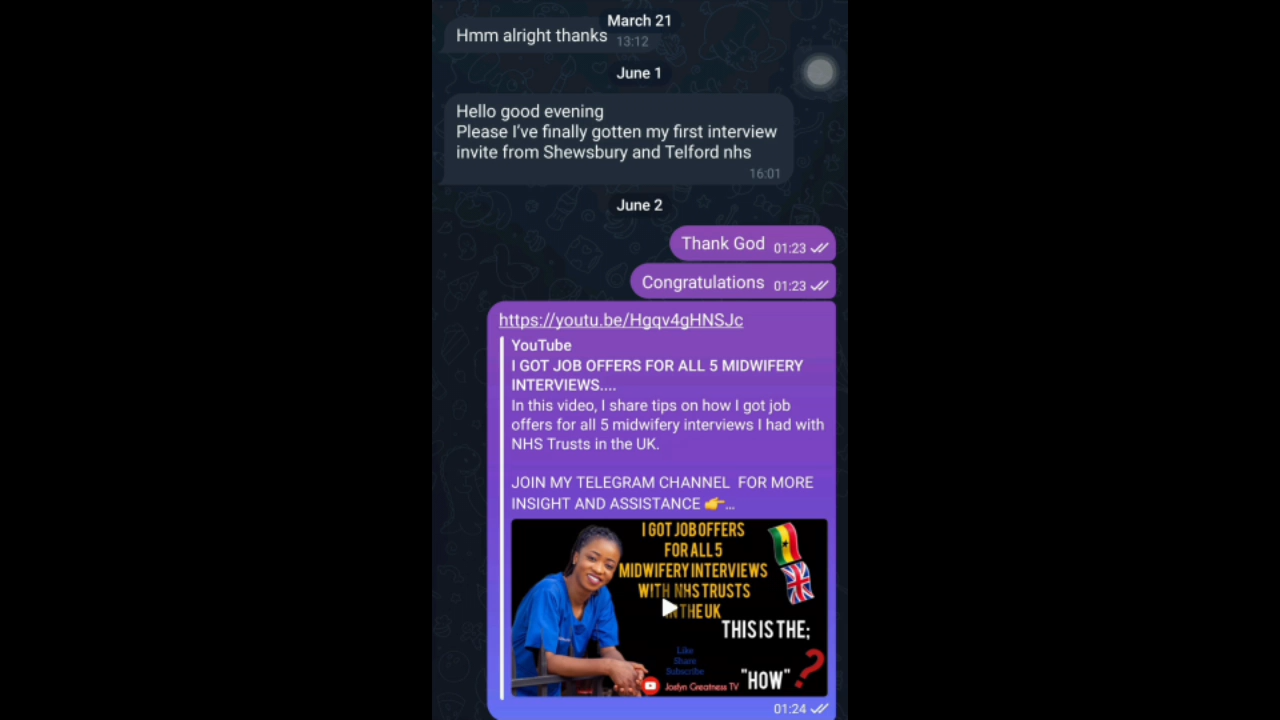 March 21
Hmm alright thanks 13:12
June 1
Hello good evening
Please I've finally gotten my first interview
invite from Shewsbury and Telford nhs
16:01
June 2
Thank God 01:23
Congratulations 01:23
https://youtu.be/Hgqv4gHNSJc
YouTube
I GOT JOB OFFERS FOR ALL 5 MIDWIFERY
INTERVIEWS....
In this video, I share tips on how I got job
offers for all 5 midwifery interviews I had with
NHS Trusts in the UK.
JOIN MY TELEGRAM CHANNEL FOR MORE
INSIGHT AND ASSISTANCE 👉...
I GOT JOB OFFERS
FOR ALL 5
MIDWIFERY INTERVIEWS
WITH NHS TRUSTS
IN THE UK
THIS IS THE;
Like
Share
Subscribe
"HOW" ?
Joslyn Greatness TV
01:24